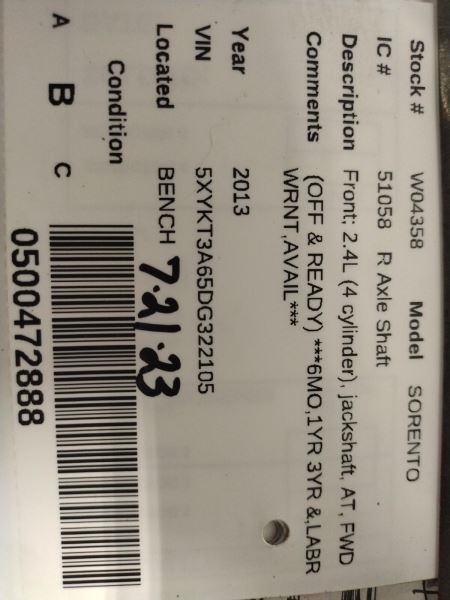 Stock # W04358 Model SORENTO
IC # 51058 R Axle Shaft
Description Front; 2.4L (4 cylinder), jackshaft, AT, FWD
Comments (OFF & READY) ***6MO,1YR 3YR &,LABR
WRNT,AVAIL***
Year 2013
VIN 5XYKT3A65DG322105
Located BENCH 7.21.23
Condition
A B C
0500472888